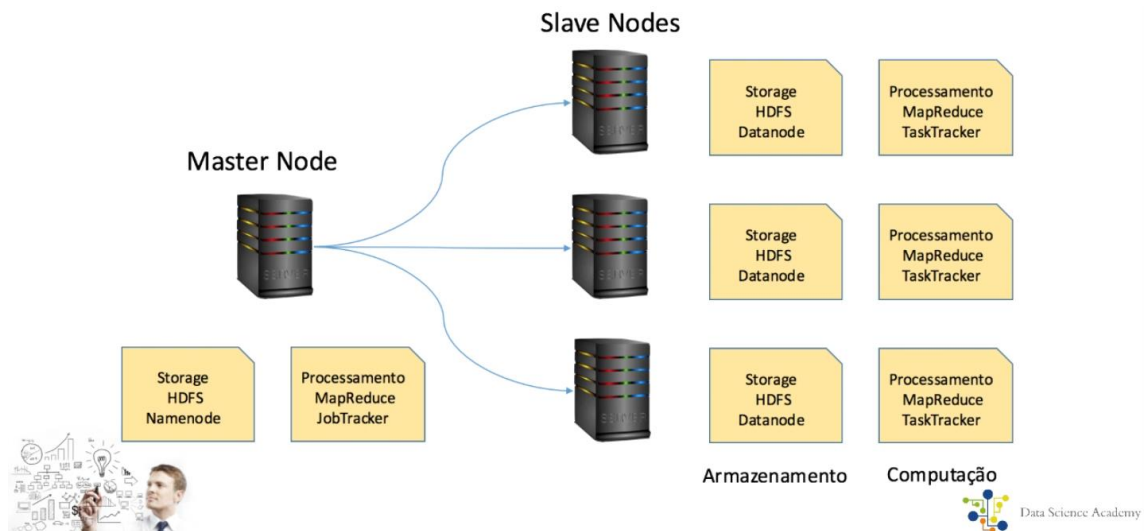 Slave Nodes
Master Node
Storage
HDFS
Datanode
Processamento
MapReduce
TaskTracker
Storage
HDFS
Datanode
Processamento
MapReduce
TaskTracker
Storage
HDFS
Namenode
Processamento
MapReduce
JobTracker
Storage
HDFS
Datanode
Processamento
MapReduce
TaskTracker
Armazenamento
Computação
Data Science Academy